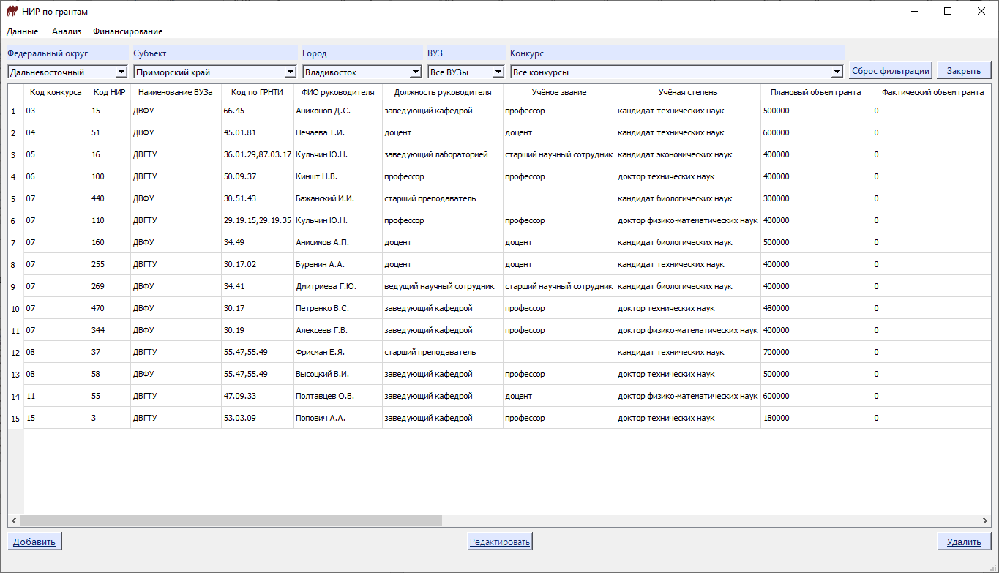 НИР по грантам
Данные Анализ Финансирование
Федеральный округ Субъект Город ВУЗ Конкурс
Дальневосточный Приморский край Владивосток Все ВУЗы Все конкурсы Сброс фильтрации Закрыть
Код конкурса Код НИР Наименование ВУЗа Код по ГРНТИ ФИО руководителя Должность руководителя Учёное звание Учёная степень Плановый объем гранта Фактический объем гранта
1 03 15 ДВФУ 66.45 Аниконов Д.С. заведующий кафедрой профессор кандидат технических наук 500000 0
2 04 51 ДВФУ 45.01.81 Нечаева Т.И. доцент доцент кандидат технических наук 600000 0
3 05 16 ДВГТУ 36.01.29,87.03.17 Кульчин Ю.Н. заведующий лабораторией старший научный сотрудник кандидат экономических наук 400000 0
4 06 100 ДВГТУ 50.09.37 Киншт Н.В. профессор профессор доктор технических наук 400000 0
5 07 440 ДВФУ 30.51.43 Бажанский И.И. старший преподаватель кандидат биологических наук 300000 0
6 07 110 ДВГТУ 29.19.15,29.19.35 Кульчин Ю.Н. профессор профессор доктор физико-математических наук 400000 0
7 07 160 ДВФУ 34.49 Анисимов А.П. доцент доцент кандидат биологических наук 500000 0
8 07 255 ДВГТУ 30.17.02 Буренин А.А. доцент доцент кандидат технических наук 400000 0
9 07 269 ДВФУ 34.41 Дмитриева Г.Ю. ведущий научный сотрудник старший научный сотрудник кандидат биологических наук 400000 0
10 07 470 ДВФУ 30.17 Петренко В.С. заведующий кафедрой профессор доктор технических наук 480000 0
11 07 344 ДВФУ 30.19 Алексеев Г.В. заведующий кафедрой профессор доктор физико-математических наук 400000 0
12 08 37 ДВГТУ 55.47,55.49 Фрисман Е.Я. старший преподаватель кандидат технических наук 700000 0
13 08 58 ДВФУ 55.47,55.49 Высоцкий В.И. заведующий кафедрой профессор доктор технических наук 500000 0
14 11 55 ДВГТУ 47.09.33 Полтавцев О.В. заведующий кафедрой доцент доктор физико-математических наук 600000 0
15 15 3 ДВГТУ 53.03.09 Попович А.А. заведующий кафедрой профессор доктор технических наук 180000 0
Добавить Редактировать Удалить